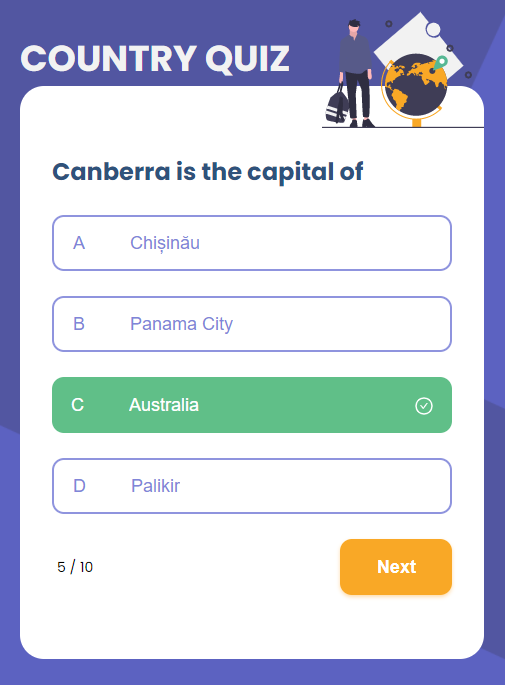 COUNTRY QUIZ
Canberra is the capital of
A Chișinău
B Panama City
C Australia
D Palikir
5 / 10 Next